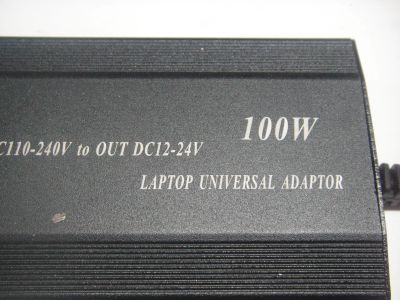 100W
C110-240V to OUT DC12-24V
LAPTOP UNIVERSAL ADAPTOR